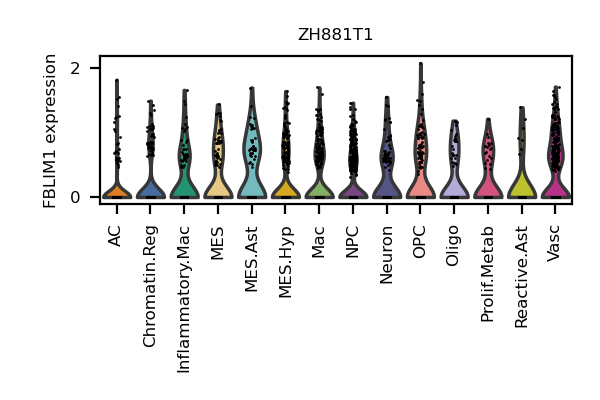 ZH881T1
FBLIM1 expression
2
0
AC
Chromatin.Reg
Inflammatory.Mac
MES
MES.Ast
MES.Hyp
Mac
NPC
Neuron
OPC
Oligo
Prolif.Metab
Reactive.Ast
Vasc